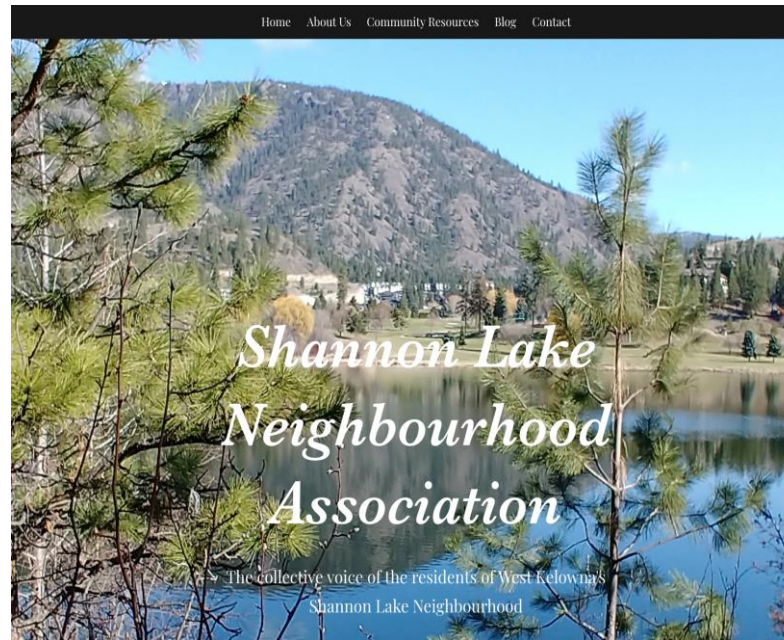 Home About Us Community Resources Blog Contact
Shannon Lake
Neighbourhood
Association
The collective voice of the residents of West Kelowna's
Shannon Lake Neighbourhood